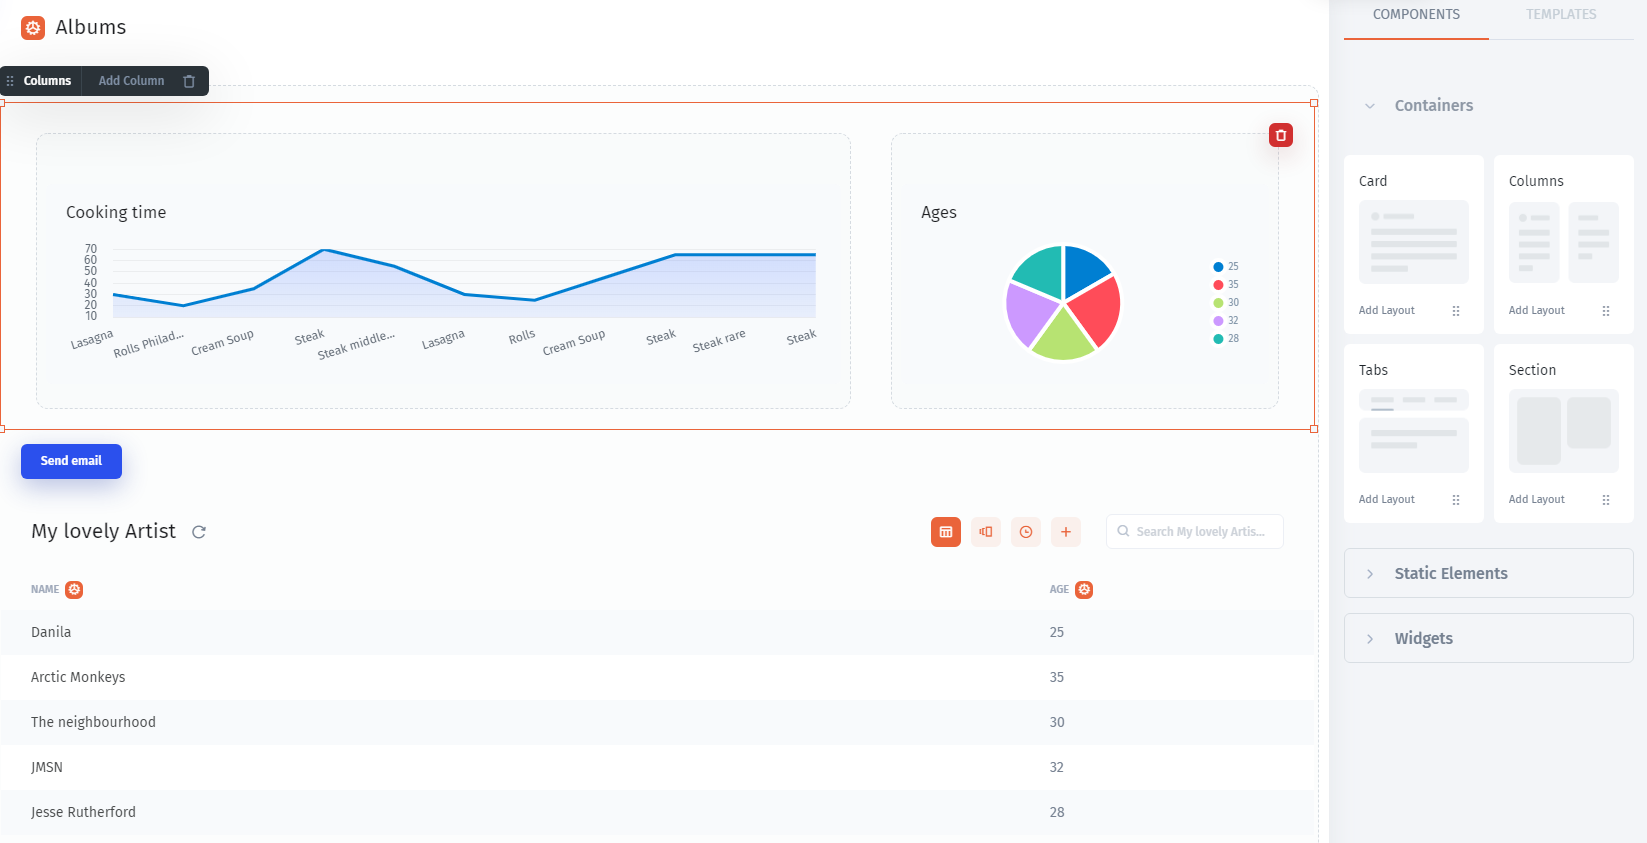 Albums
COMPONENTS TEMPLATES
Columns Add Column
Containers
Cooking time
70
60
50
40
30
20
10
Lasagna Rolls Philad... Cream Soup Steak Steak middle... Lasagna Rolls Cream Soup Steak Steak rare Steak
Ages
25
35
30
32
28
Card Columns
Add Layout Add Layout
Tabs Section
Add Layout Add Layout
Static Elements
Widgets
Send email
My lovely Artist
Search My lovely Artis...
NAME AGE
Danila 25
Arctic Monkeys 35
The neighbourhood 30
JMSN 32
Jesse Rutherford 28